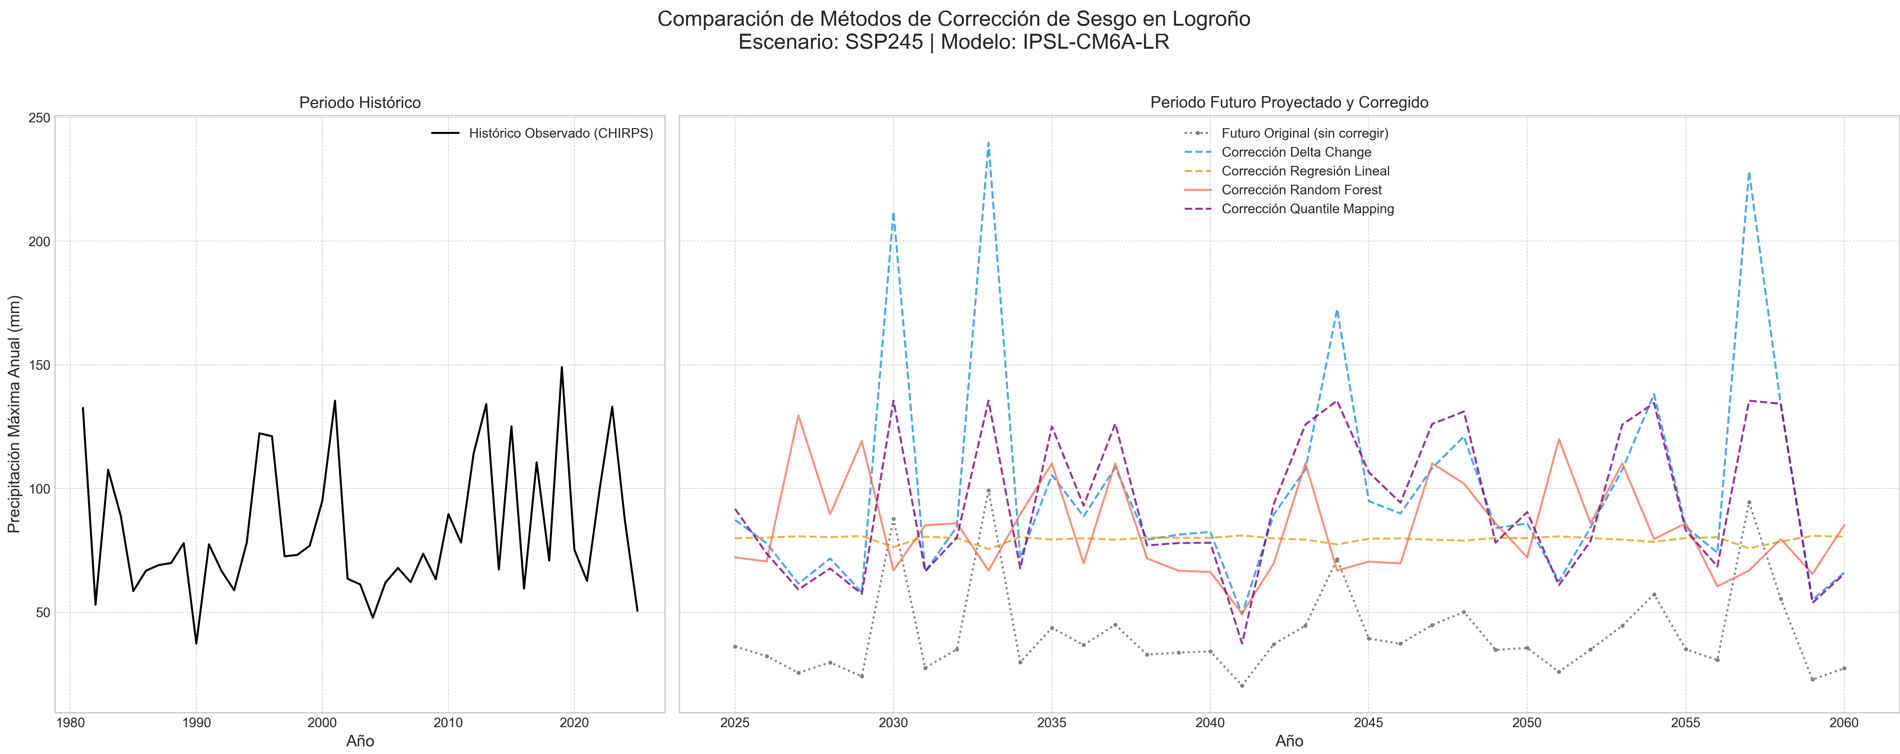 Comparación de Métodos de Corrección de Sesgo en Logroño
Escenario: SSP245 | Modelo: IPSL-CM6A-LR
Periodo Histórico
Precipitación Máxima Anual (mm)
250
200
150
100
50
Histórico Observado (CHIRPS)
1980
1990
2000
2010
2020
Año
Periodo Futuro Proyectado y Corregido
Futuro Original (sin corregir)
Corrección Delta Change
Corrección Regresión Lineal
Corrección Random Forest
Corrección Quantile Mapping
2025
2030
2035
2040
2045
2050
2055
2060
Año